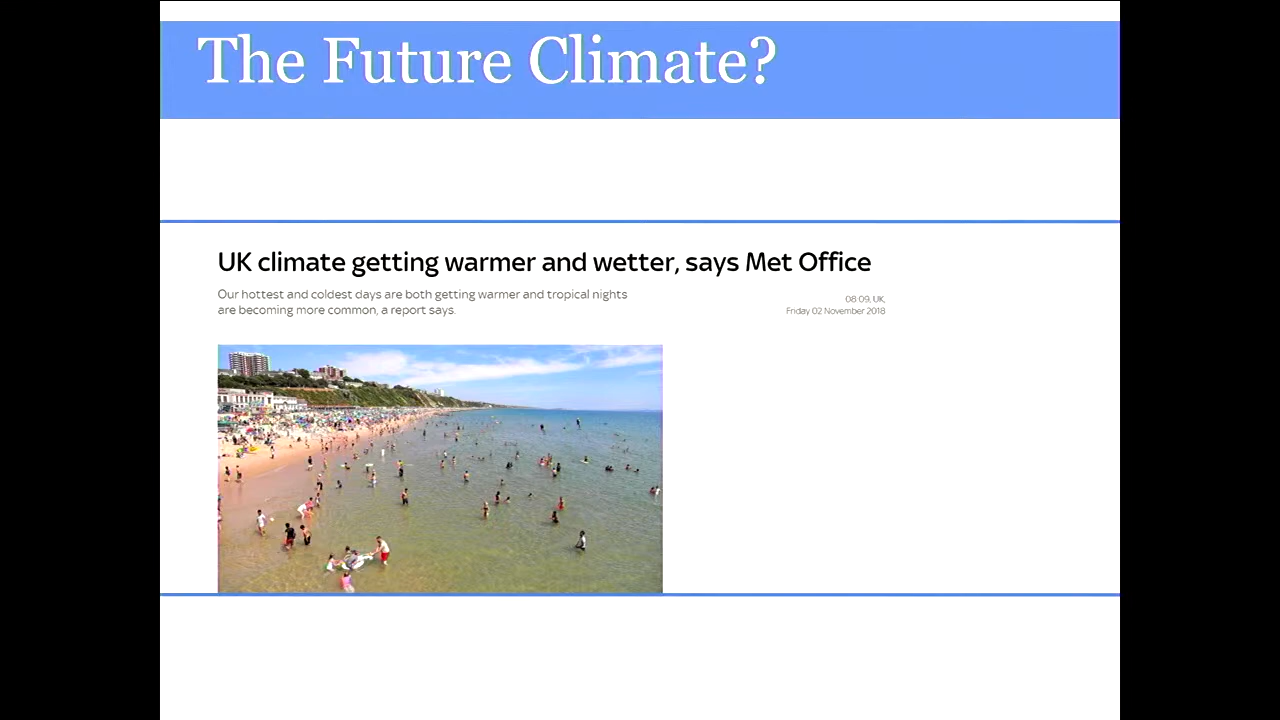 The Future Climate?
UK climate getting warmer and wetter, says Met Office
Our hottest and coldest days are both getting warmer and tropical nights
are becoming more common, a report says.
08:09, UK,
Friday 02 November 2018